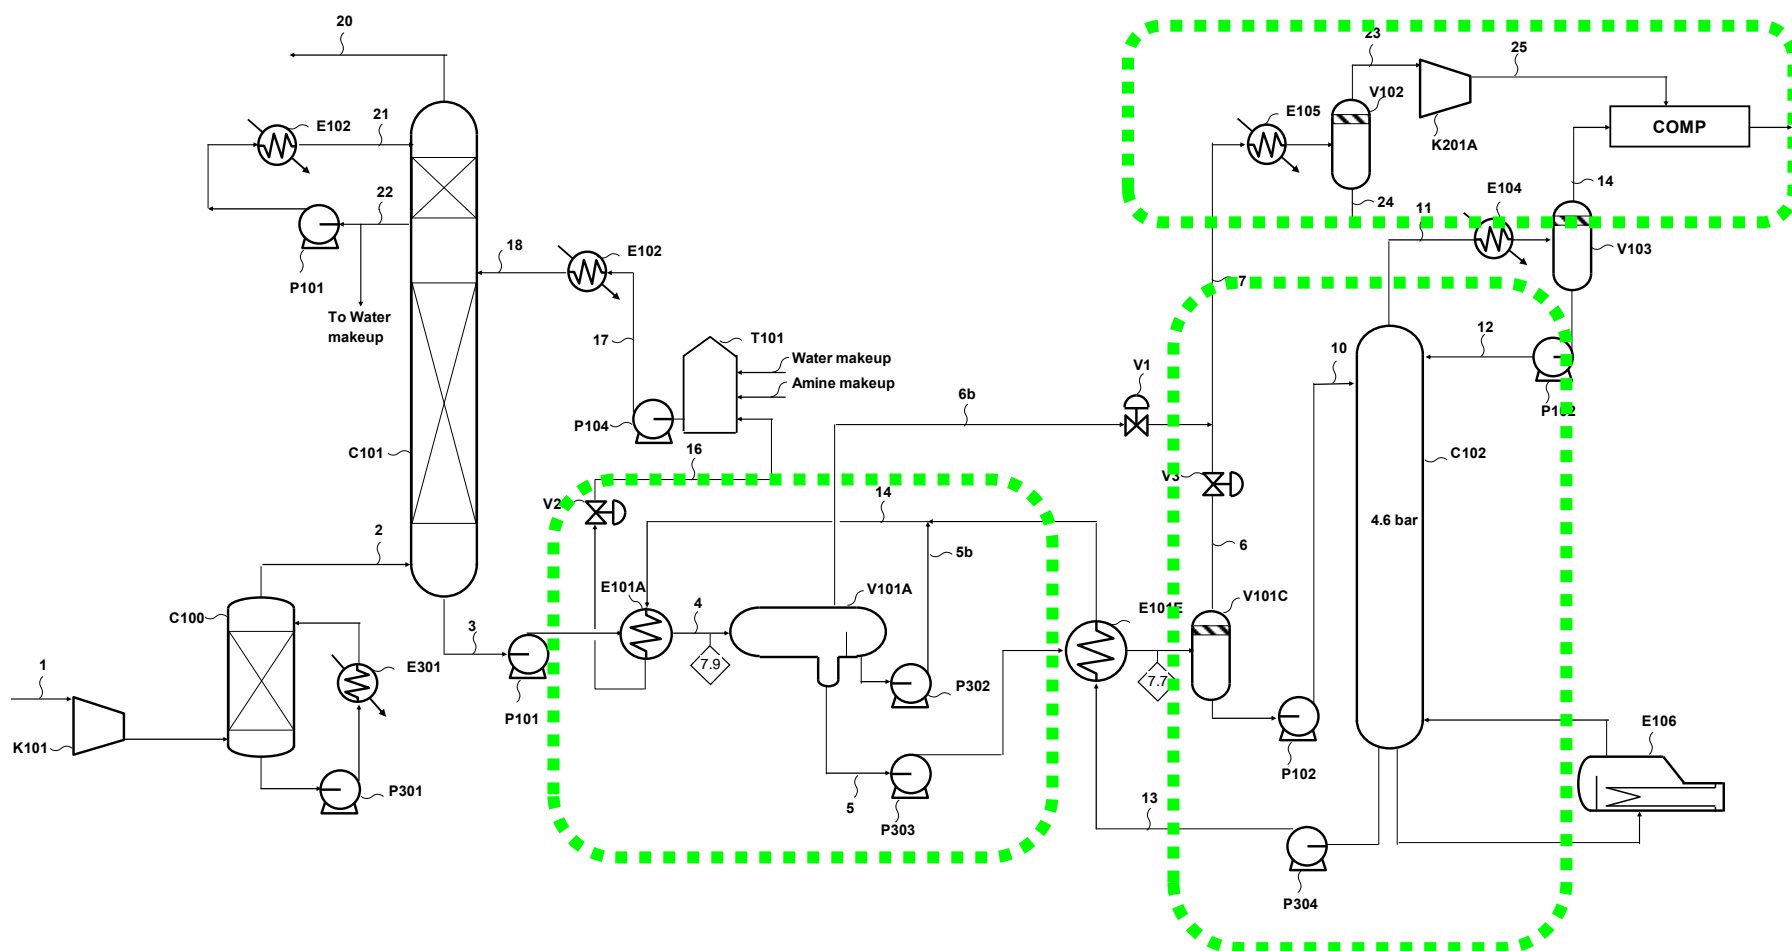 20
23
25
V102
E105
COMP
K201A
E102
21
22
P101
To Water
makeup
18
E102
24
14
E104
11
V103
7
17
T101
Water makeup
Amine makeup
P104
12
10
V1
6b
P102
C101
16
C102
V3
V2
14
4.6 bar
2
5b
6
E101A
V101A
4
E101E
V101C
C100
3
7.9
7.7
1
E301
P302
P101
K101
E106
P102
P301
5
P303
13
P304